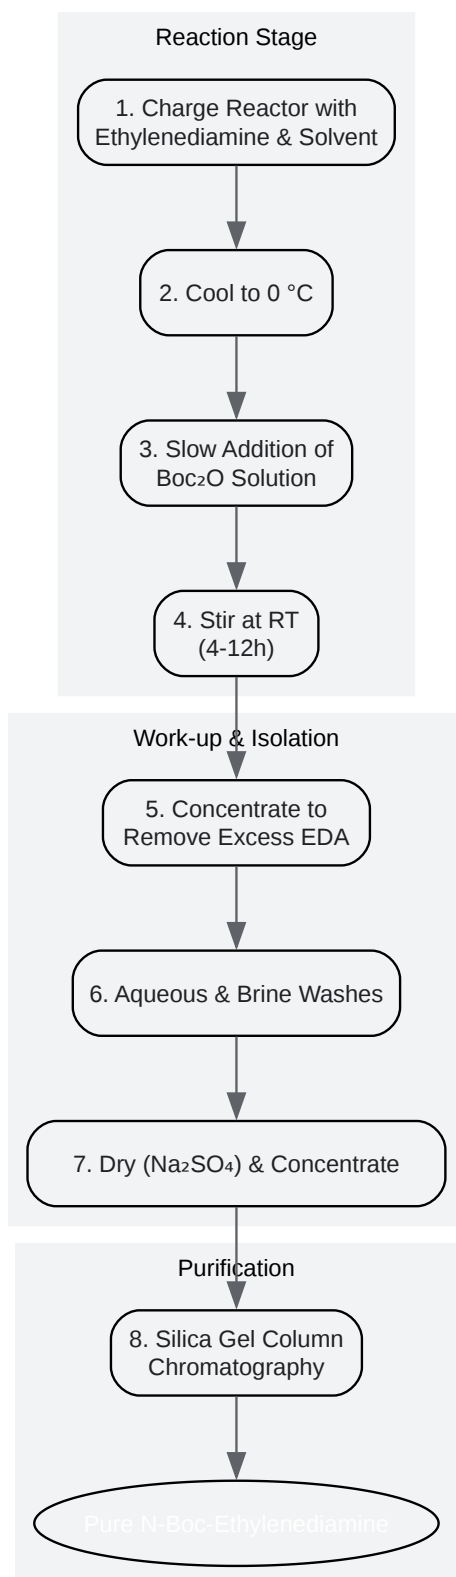 Reaction Stage
1. Charge Reactor with
Ethylenediamine & Solvent
2. Cool to 0 °C
3. Slow Addition of
Boc₂O Solution
4. Stir at RT
(4-12h)
Work-up & Isolation
5. Concentrate to
Remove Excess EDA
6. Aqueous & Brine Washes
7. Dry (Na₂SO₄) & Concentrate
Purification
8. Silica Gel Column
Chromatography
Pure N-Boc-Ethylenediamine